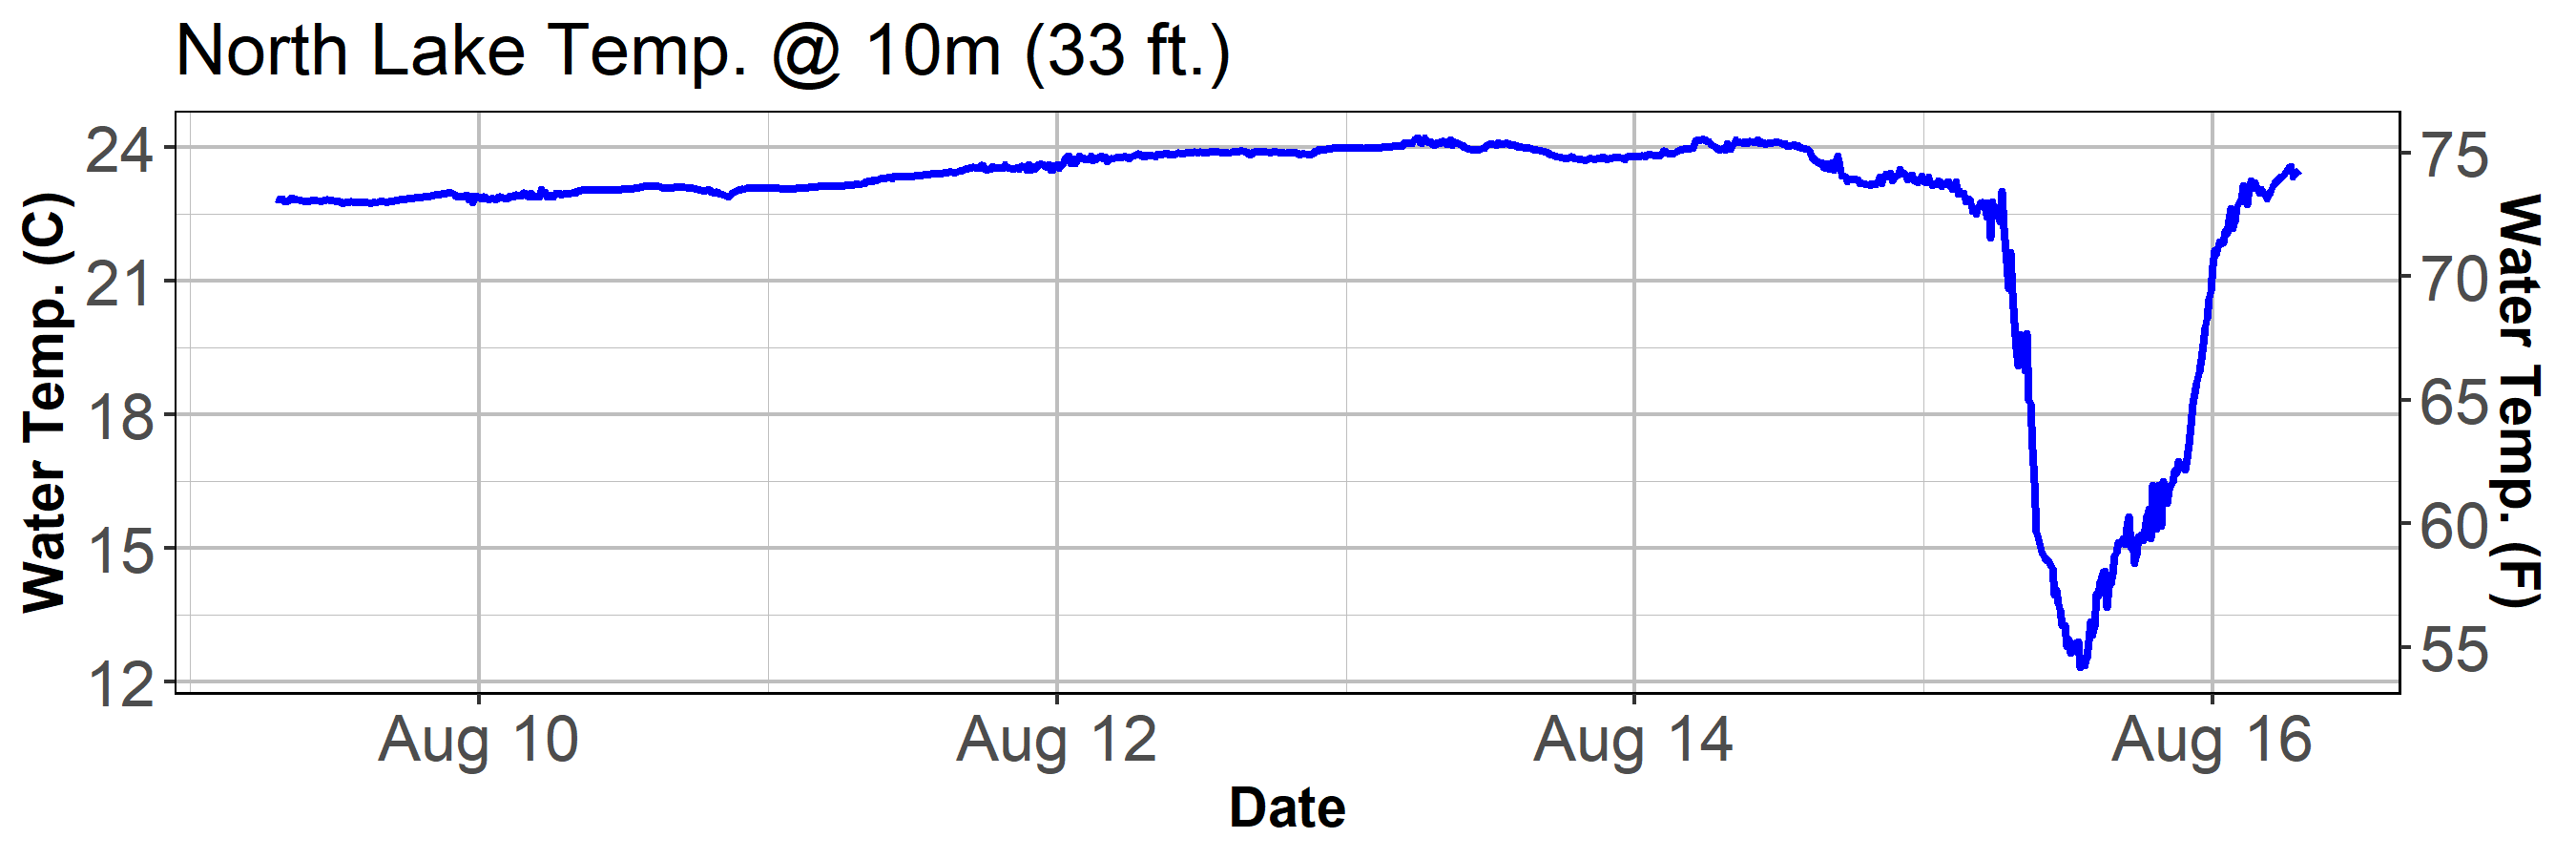 North Lake Temp. @ 10m (33 ft.)
Water Temp. (C)
24
21
18
15
12
75
70
65
60
55
Water Temp. (F)
Aug 10
Aug 12
Aug 14
Aug 16
Date